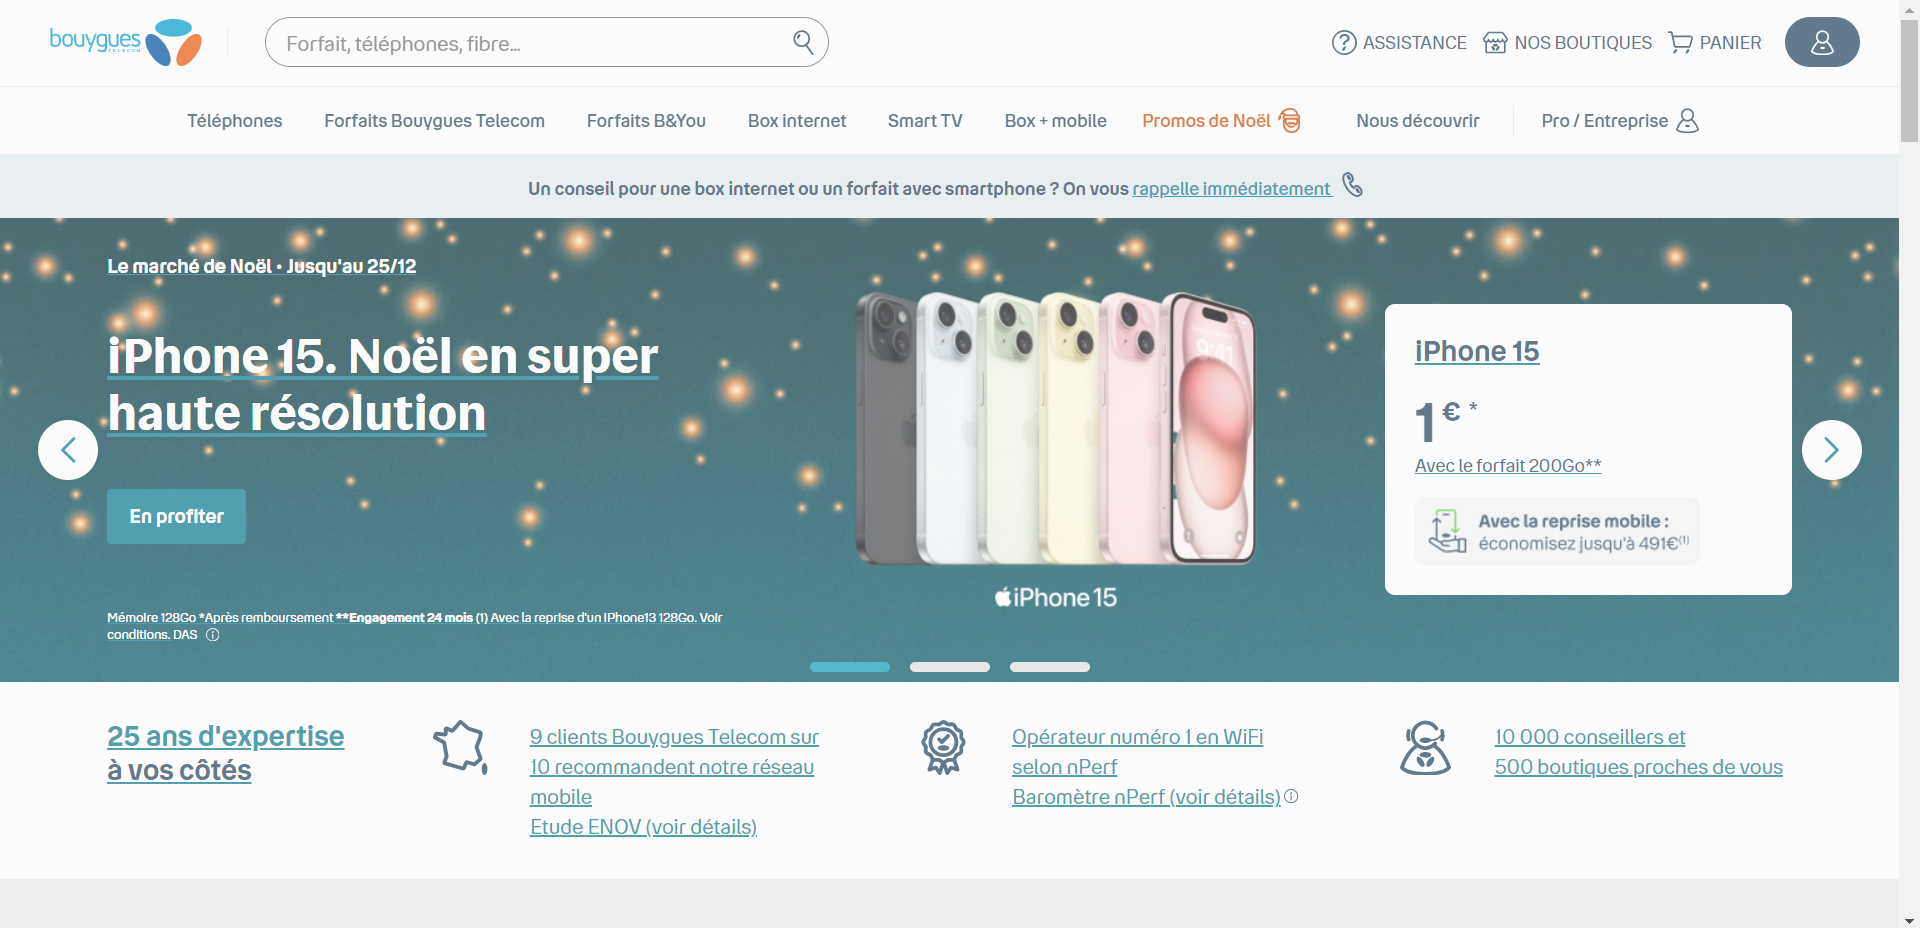 bouygues
TELECOM
Forfait, téléphones, fibre...
ASSISTANCE
NOS BOUTIQUES
PANIER
Téléphones
Forfaits Bouygues Telecom
Forfaits B&You
Box internet
Smart TV
Box + mobile
Promos de Noël
Nous découvrir
Pro / Entreprise
Un conseil pour une box internet ou un forfait avec smartphone ? On vous rappelle immédiatement
Le marché de Noël • Jusqu'au 25/12
iPhone 15. Noël en super
haute résolution
En profiter
Mémoire 128Go *Après remboursement **Engagement 24 mois (1) Avec la reprise d'un iPhone13 128Go. Voir
conditions. DAS
9:41
iPhone 15
iPhone 15
1€ *
Avec le forfait 200Go**
Avec la reprise mobile :
économisez jusqu'à 491€(1)
25 ans d'expertise
à vos côtés
9 clients Bouygues Telecom sur
10 recommandent notre réseau
mobile
Etude ENOV (voir détails)
Opérateur numéro 1 en WiFi
selon nPerf
Baromètre nPerf (voir détails)
10 000 conseillers et
500 boutiques proches de vous